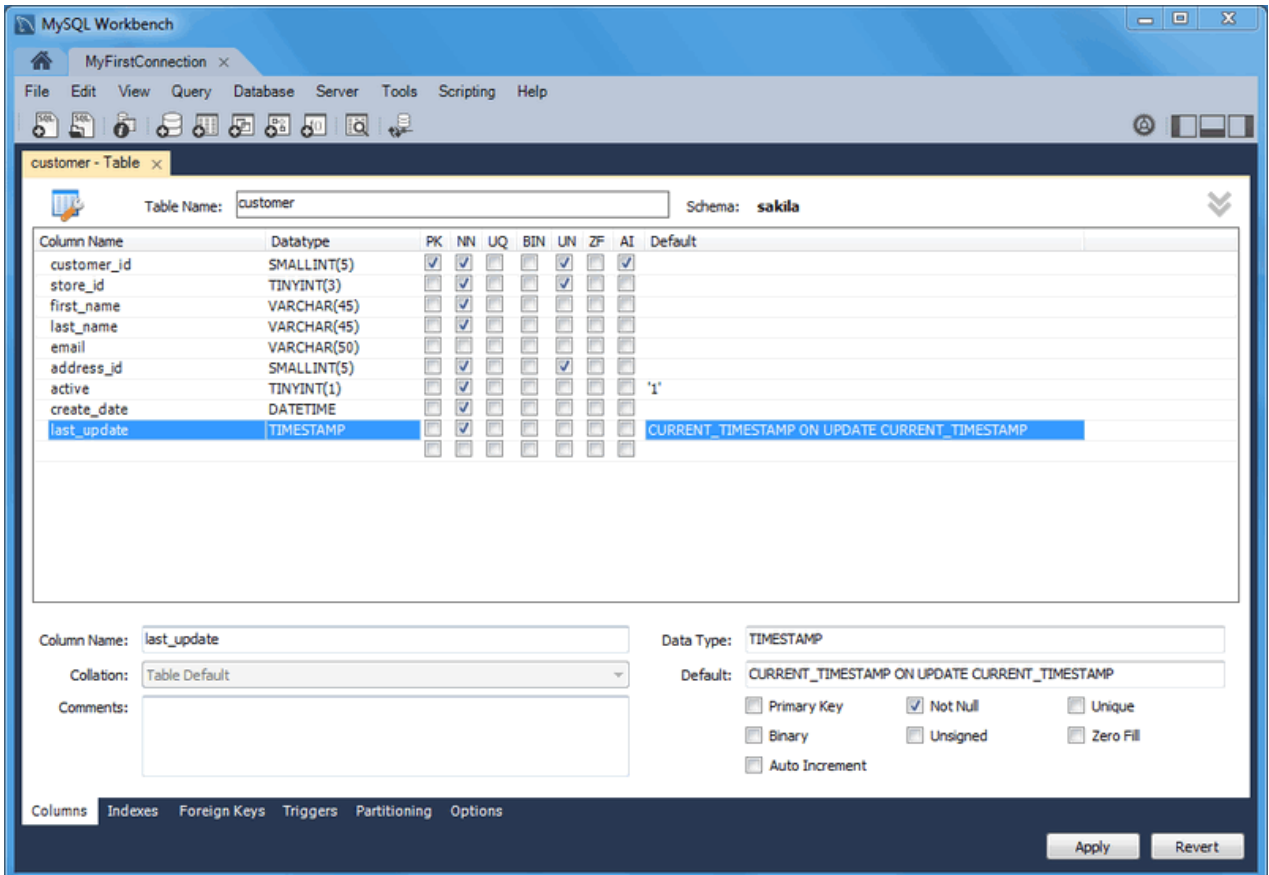 MySQL Workbench
MyFirstConnection
File Edit View Query Database Server Tools Scripting Help
SQL SQL
customer - Table
Table Name: customer Schema: sakila
Column Name Datatype PK NN UQ BIN UN ZF AI Default
customer_id SMALLINT(5)
store_id TINYINT(3)
first_name VARCHAR(45)
last_name VARCHAR(45)
email VARCHAR(50)
address_id SMALLINT(5)
active TINYINT(1) '1'
create_date DATETIME
last_update TIMESTAMP CURRENT_TIMESTAMP ON UPDATE CURRENT_TIMESTAMP
Column Name: last_update Data Type: TIMESTAMP
Collation: Table Default Default: CURRENT_TIMESTAMP ON UPDATE CURRENT_TIMESTAMP
Comments: Primary Key Not Null Unique
Binary Unsigned Zero Fill
Auto Increment
Columns Indexes Foreign Keys Triggers Partitioning Options
Apply Revert